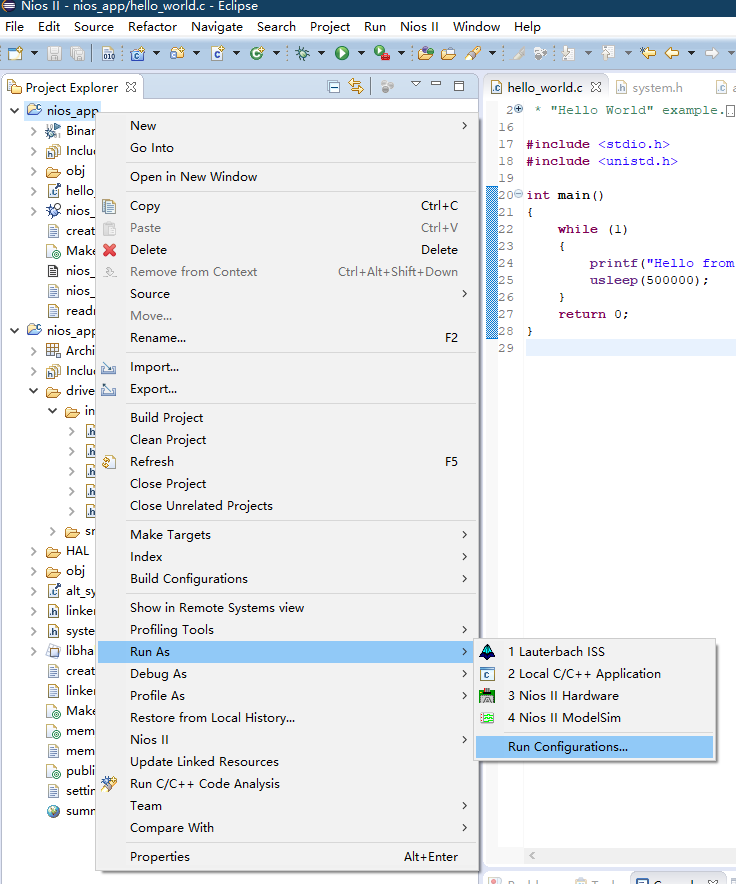 Nios II - nios_app/hello_world.c - Eclipse
File Edit Source Refactor Navigate Search Project Run Nios II Window Help
Project Explorer
nios_app
Binar
Inclu
obj
hello_
nios_
creat
Make
nios_
nios_
readr
nios_app
Archi
Inclu
drive
in
sr
HAL
obj
alt_sy
linker
syste
libha
creat
linker
Make
mem
mem
publi
settin
summ
New
Go Into
Open in New Window
Copy Ctrl+C
Paste Ctrl+V
Delete Delete
Remove from Context Ctrl+Alt+Shift+Down
Source
Move...
Rename... F2
Import...
Export...
Build Project
Clean Project
Refresh F5
Close Project
Close Unrelated Projects
Make Targets
Index
Build Configurations
Show in Remote Systems view
Profiling Tools
Run As
Debug As
Profile As
Restore from Local History...
Nios II
Update Linked Resources
Run C/C++ Code Analysis
Team
Compare With
Properties Alt+Enter
1 Lauterbach ISS
2 Local C/C++ Application
3 Nios II Hardware
4 Nios II ModelSim
Run Configurations...
hello_world.c system.h
2 * "Hello World" example.
16
17 #include <stdio.h>
18 #include <unistd.h>
19
20 int main()
21 {
22 while (1)
23 {
24 printf("Hello from
25 usleep(500000);
26 }
27 return 0;
28 }
29